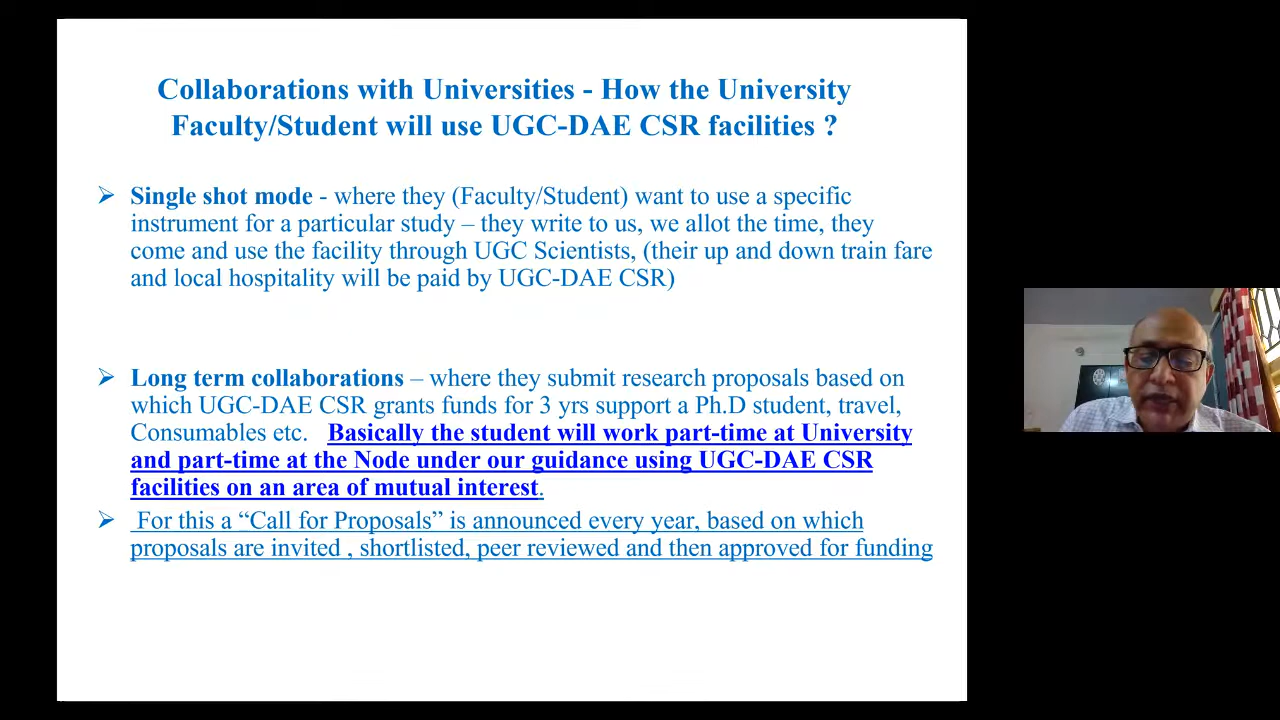 Collaborations with Universities - How the University
Faculty/Student will use UGC-DAE CSR facilities ?
➢ Single shot mode - where they (Faculty/Student) want to use a specific
instrument for a particular study – they write to us, we allot the time, they
come and use the facility through UGC Scientists, (their up and down train fare
and local hospitality will be paid by UGC-DAE CSR)
➢ Long term collaborations – where they submit research proposals based on
which UGC-DAE CSR grants funds for 3 yrs support a Ph.D student, travel,
Consumables etc. Basically the student will work part-time at University
and part-time at the Node under our guidance using UGC-DAE CSR
facilities on an area of mutual interest.
➢ For this a “Call for Proposals” is announced every year, based on which
proposals are invited , shortlisted, peer reviewed and then approved for funding